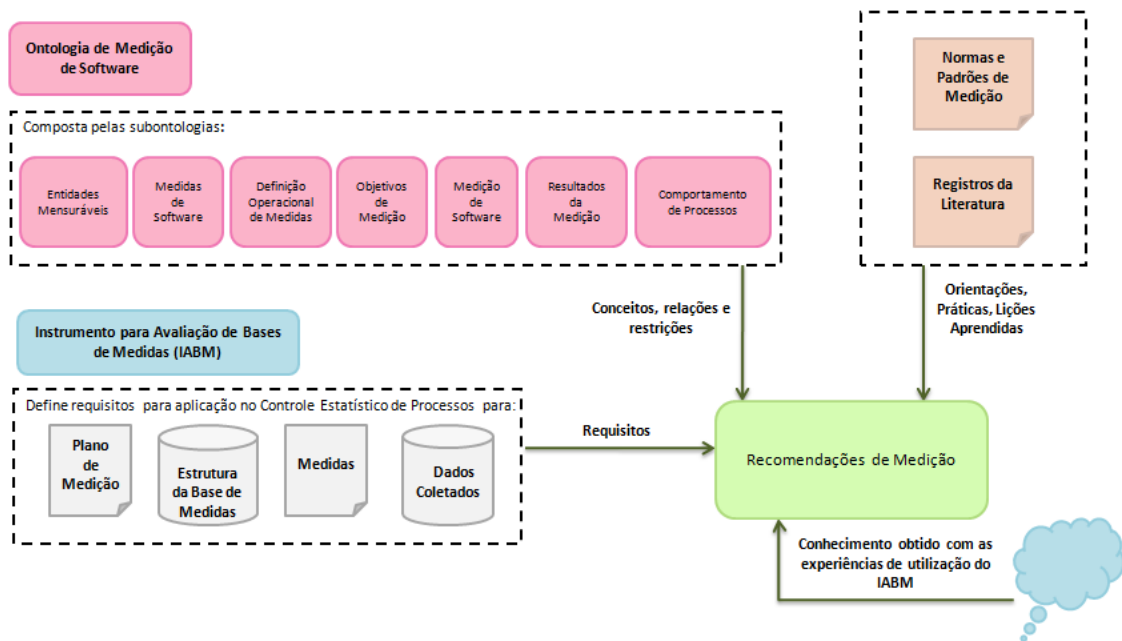 Ontologia de Medição
de Software
Composta pelas subontologias:
Entidades
Mensuráveis
Medidas
de
Software
Definição
Operacional
de Medidas
Objetivos
de
Medição
Medição
de
Software
Resultados
da
Medição
Comportamento
de Processos
Normas e
Padrões de
Medição
Registros da
Literatura
Conceitos, relações e
restrições
Orientações,
Práticas, Lições
Aprendidas
Instrumento para Avaliação de Bases
de Medidas (IABM)
Define requisitos para aplicação no Controle Estatístico de Processos para:
Plano
de
Medição
Estrutura
da Base de
Medidas
Medidas
Dados
Coletados
Requisitos
Recomendações de Medição
Conhecimento obtido com as
experiências de utilização do
IABM